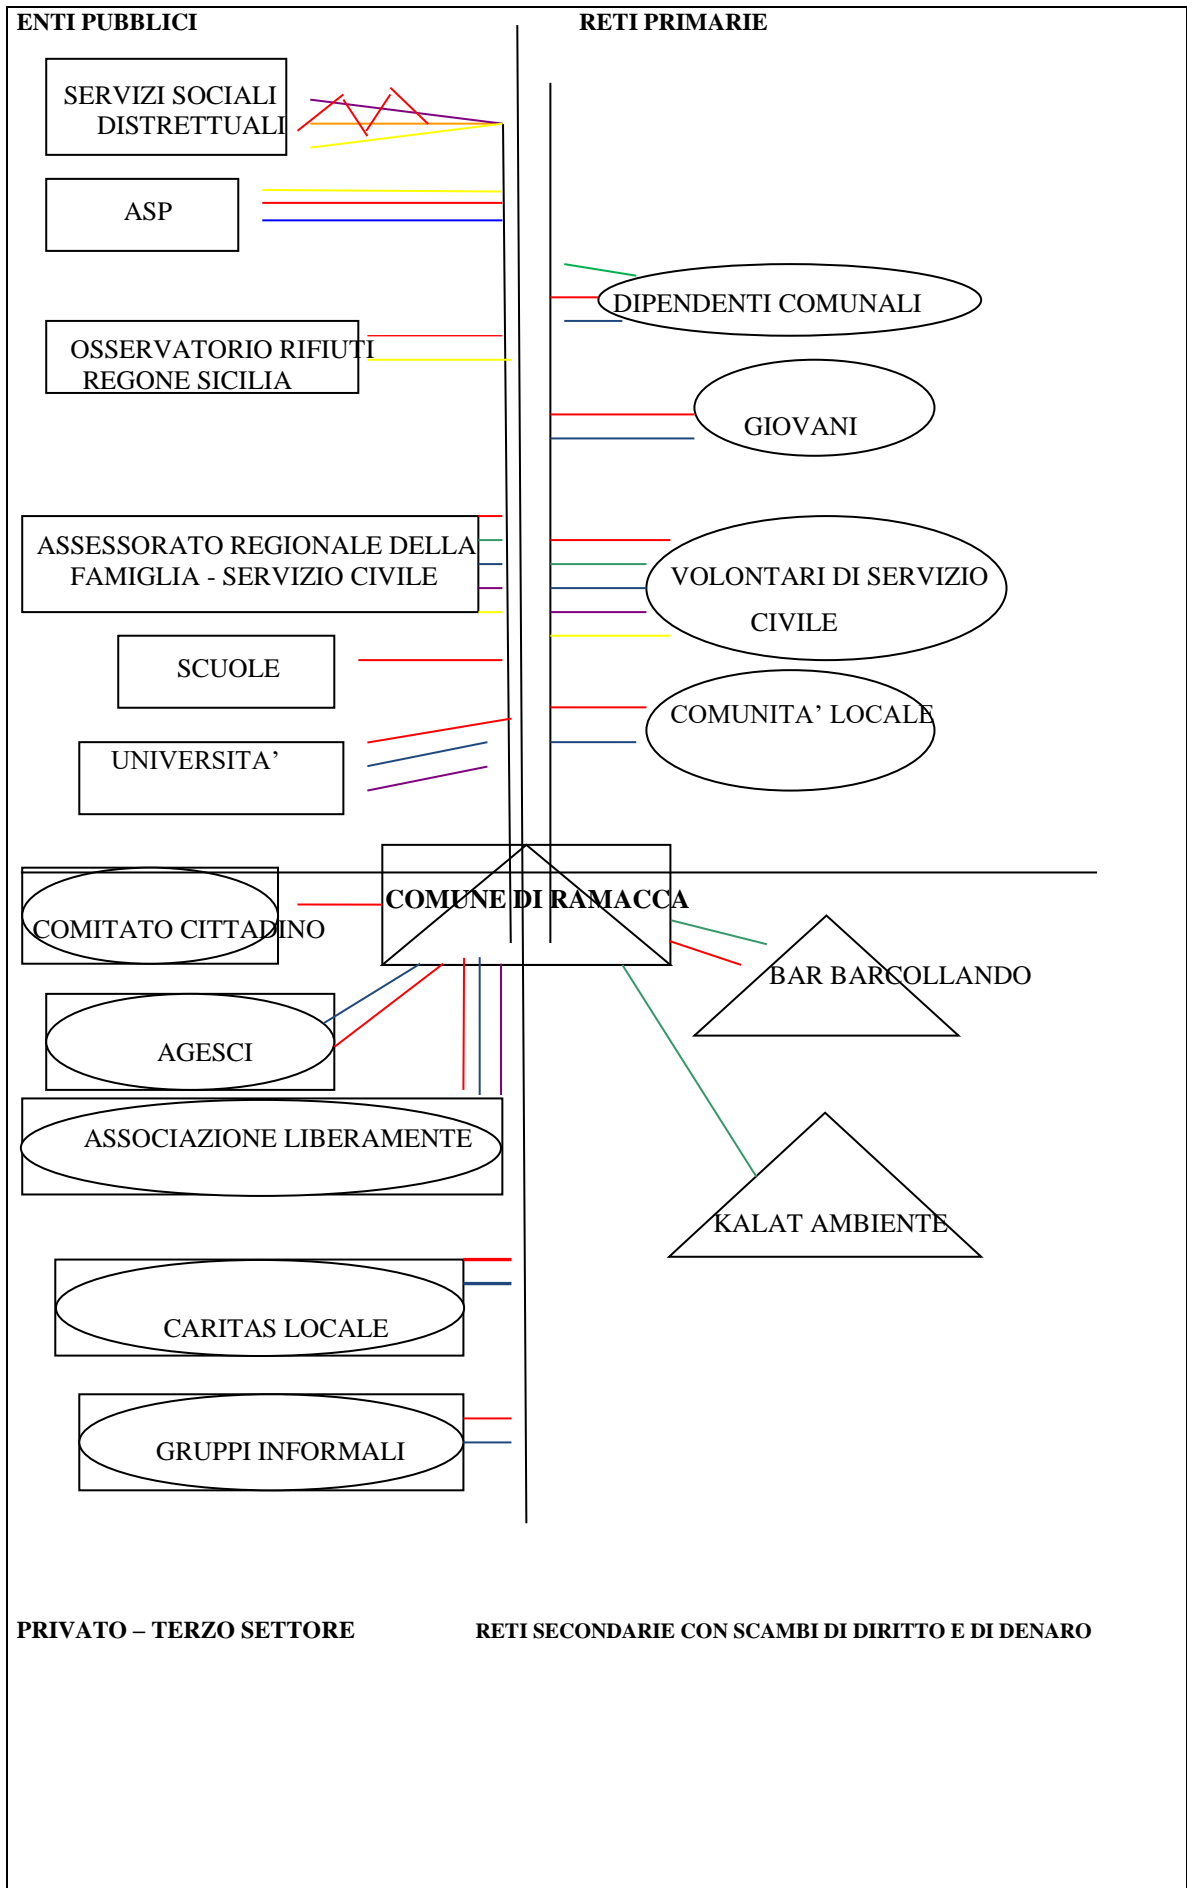 ENTI PUBBLICI
RETI PRIMARIE
SERVIZI SOCIALI
DISTRETTUALI
ASP
DIPENDENTI COMUNALI
OSSERVATORIO RIFIUTI
REGONE SICILIA
GIOVANI
ASSESSORATO REGIONALE DELLA
FAMIGLIA - SERVIZIO CIVILE
VOLONTARI DI SERVIZIO
CIVILE
SCUOLE
COMUNITA’ LOCALE
UNIVERSITA’
COMUNE DI RAMACCA
COMITATO CITTADINO
BAR BARCOLLANDO
AGESCI
ASSOCIAZIONE LIBERAMENTE
KALAT AMBIENTE
CARITAS LOCALE
GRUPPI INFORMALI
PRIVATO – TERZO SETTORE
RETI SECONDARIE CON SCAMBI DI DIRITTO E DI DENARO